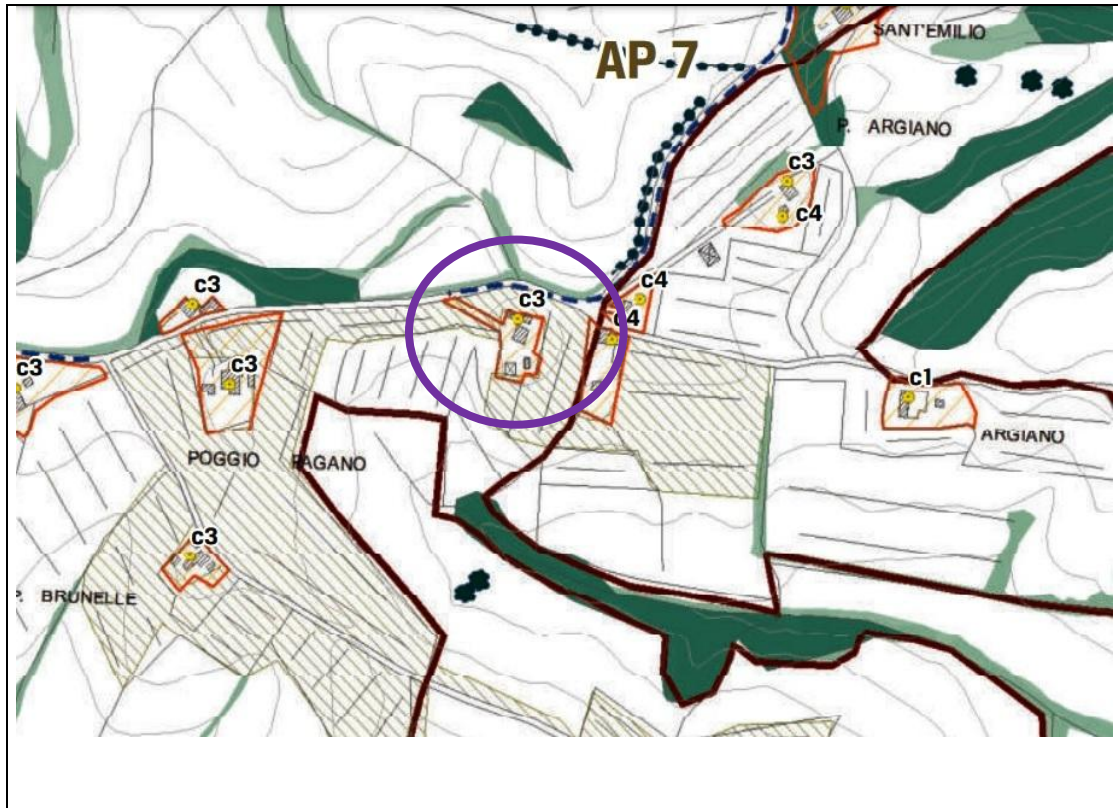 SANT'EMILIO
AP 7
P. ARGIANO
c3
c4
c3
c4
c3
c4
c3
c3
c1
ARGIANO
POGGIO PAGANO
c3
P. BRUNELLE